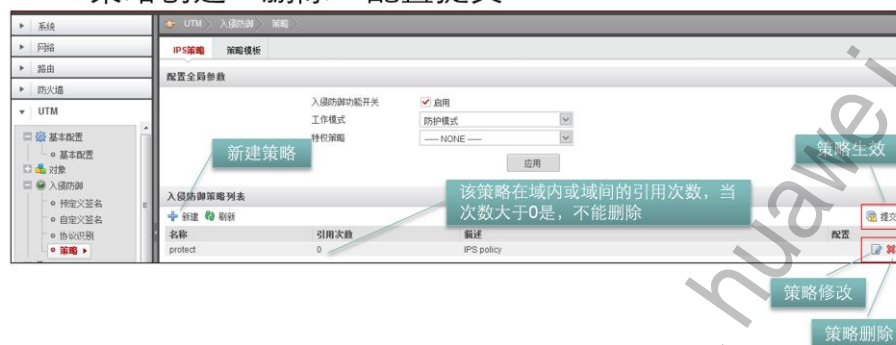 策略创建、删除、配置提交
系统
网络
路由
防火墙
UTM
基本配置
基本配置
对象
入侵防御
预定义签名
自定义签名
协议识别
策略
UTM > 入侵防御 > 策略 >
IPS策略 策略模板
配置全局参数
入侵防御功能开关 启用
工作模式 防护模式
特权策略 ----- NONE -----
应用
新建策略
策略生效
该策略在域内或域间的引用次数，当
次数大于0是，不能删除
入侵防御策略列表
新建 刷新 提交
名称 引用次数 描述 配置
protect 0 IPS policy
策略修改
策略删除
huawei